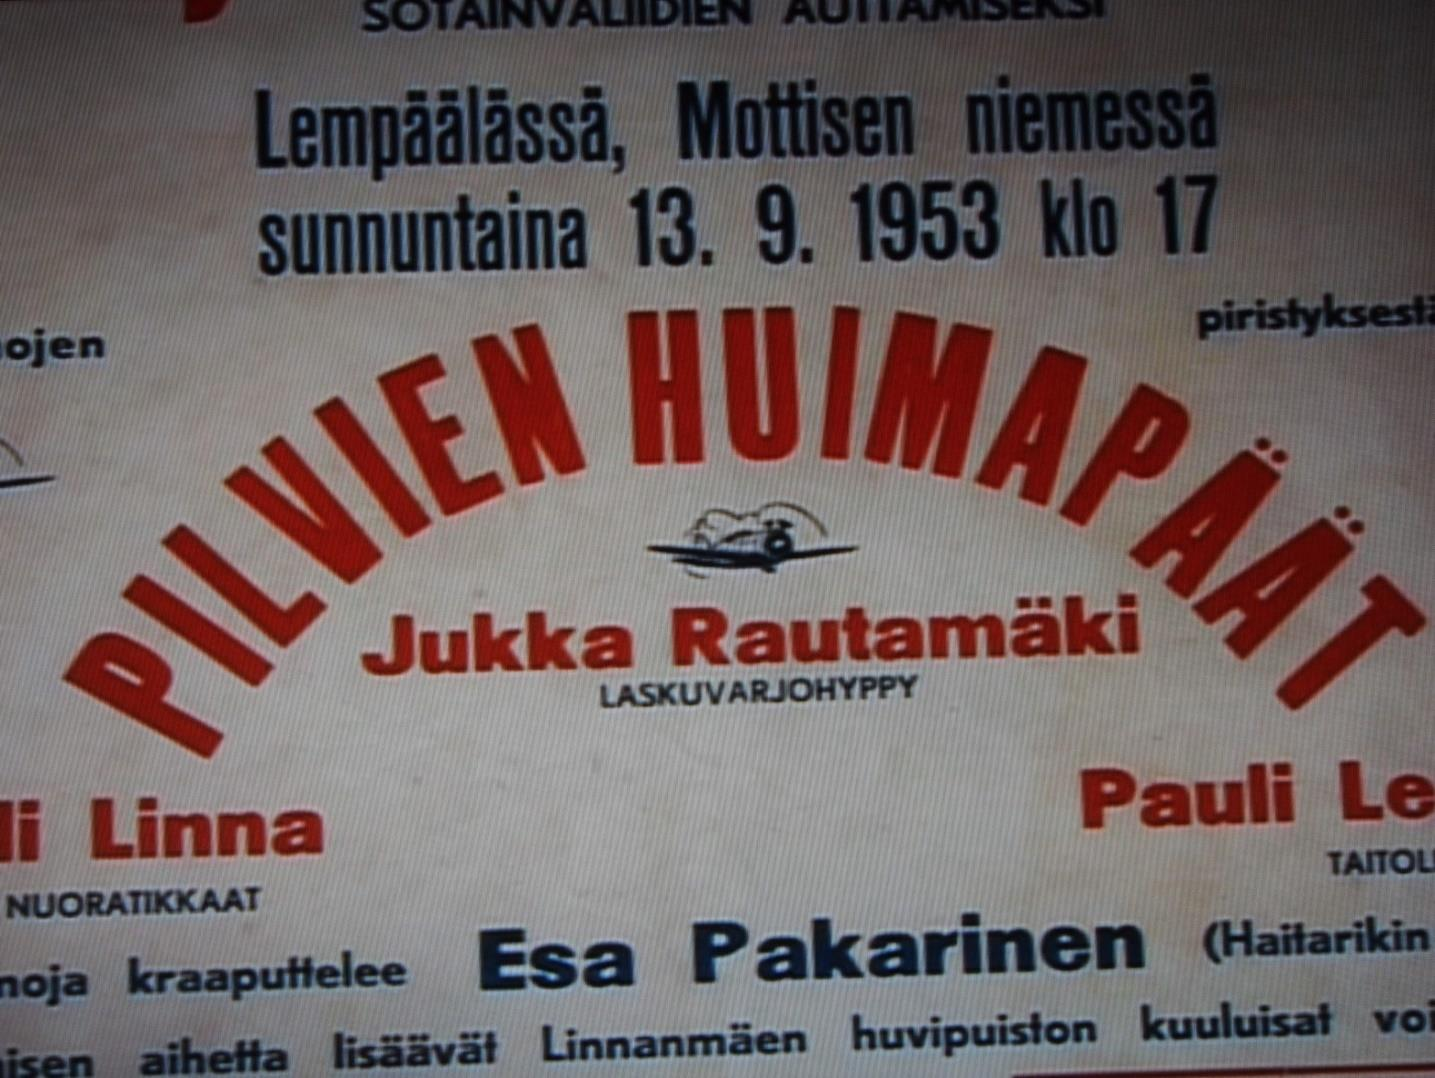 SOTAINVALIIDIEN AUTTAMISEKSI
Lempäälässä, Mottisen niemessä
sunnuntaina 13. 9. 1953 klo 17
piristyksestä
PILVIEN HUIMAPÄÄT
Jukka Rautamäki
LASKUVARJOHYPPY
Linna
Pauli
NUORATIKKAAT
kraaputtelee Esa Pakarinen (Haitarikin
aihetta lisäävät Linnanmäen huvipuiston kuuluisat